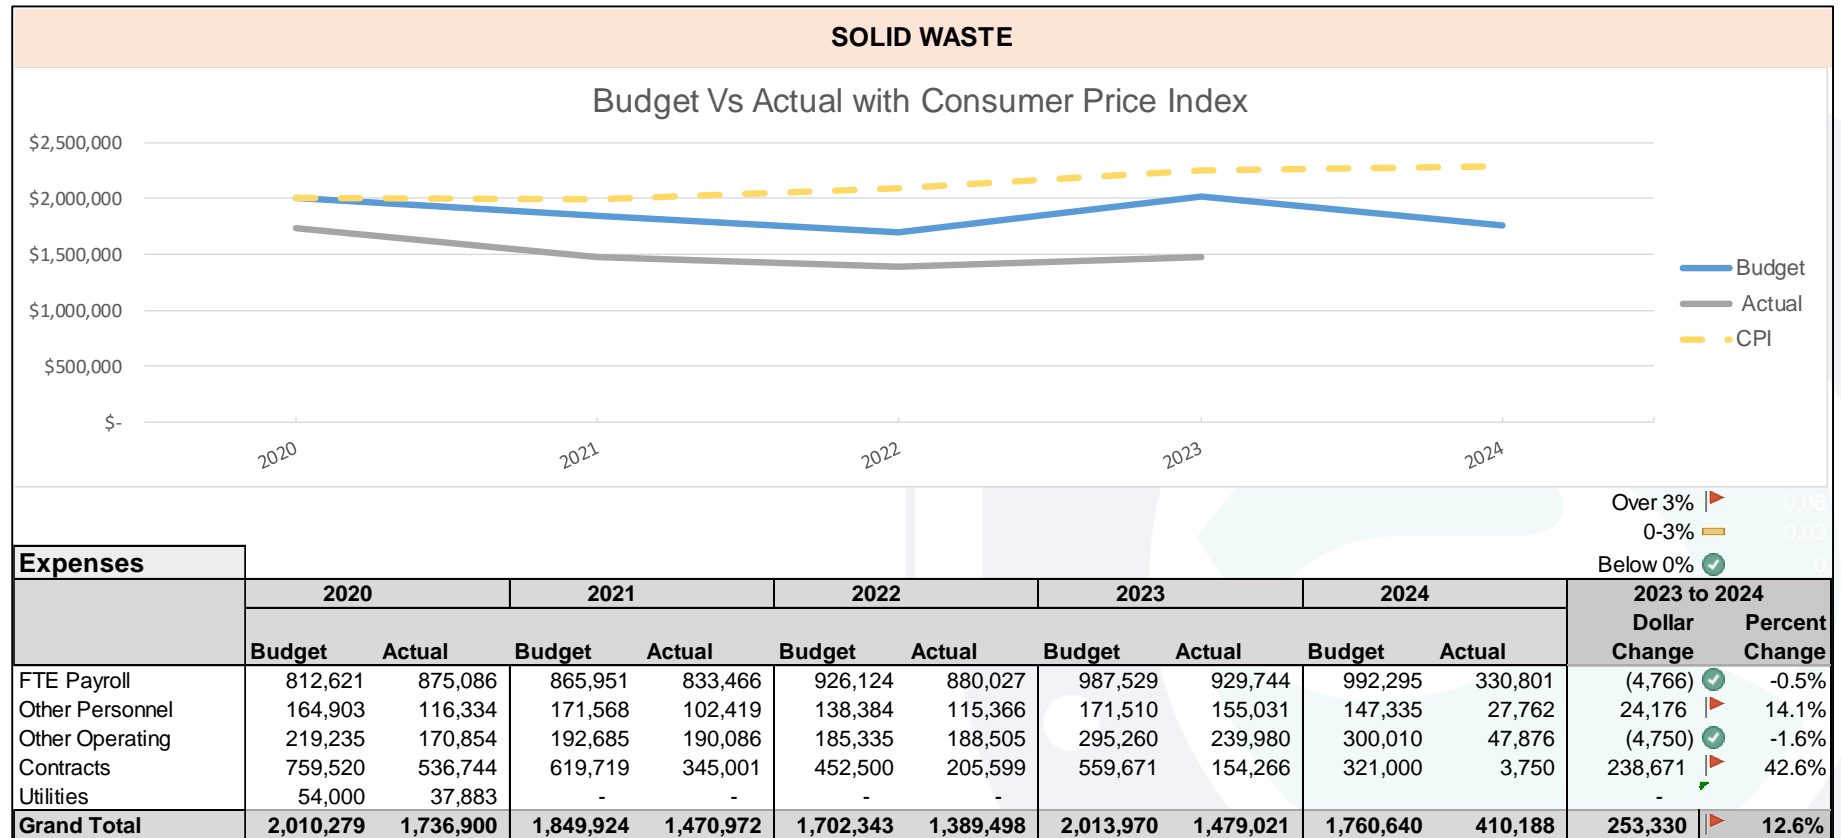 SOLID WASTE
Budget Vs Actual with Consumer Price Index
$2,500,000
$2,000,000
$1,500,000
$1,000,000
$500,000
$-
2020 2021 2022 2023 2024
Budget
Actual
CPI
Over 3% 0.06
0-3% 0.03
Below 0% 0
Expenses
2020 2021 2022 2023 2024 2023 to 2024
Dollar Percent
Budget Actual Budget Actual Budget Actual Budget Actual Budget Actual Change Change
FTE Payroll 812,621 875,086 865,951 833,466 926,124 880,027 987,529 929,744 992,295 330,801 (4,766) -0.5%
Other Personnel 164,903 116,334 171,568 102,419 138,384 115,366 171,510 155,031 147,335 27,762 24,176 14.1%
Other Operating 219,235 170,854 192,685 190,086 185,335 188,505 295,260 239,980 300,010 47,876 (4,750) -1.6%
Contracts 759,520 536,744 619,719 345,001 452,500 205,599 559,671 154,266 321,000 3,750 238,671 42.6%
Utilities 54,000 37,883 - - - - -
Grand Total 2,010,279 1,736,900 1,849,924 1,470,972 1,702,343 1,389,498 2,013,970 1,479,021 1,760,640 410,188 253,330 12.6%